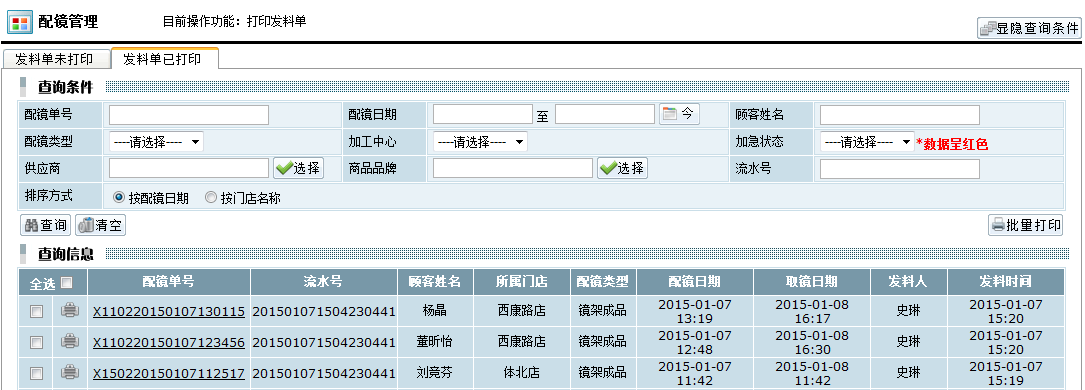 配镜管理 目前操作功能：打印发料单
显隐查询条件
发料单未打印 发料单已打印
查询条件
配镜单号 配镜日期 至 今 顾客姓名
配镜类型 ----请选择---- 加工中心 ----请选择---- 加急状态 ----请选择---- *数据呈红色
供应商 选择 商品品牌 选择 流水号
排序方式 按配镜日期 按门店名称
查询 清空 批量打印
查询信息
全选 配镜单号 流水号 顾客姓名 所属门店 配镜类型 配镜日期 取镜日期 发料人 发料时间
X110220150107130115 201501071504230441 杨晶 西康路店 镜架成品 2015-01-07 13:19 2015-01-08 16:17 史琳 2015-01-07 15:20
X110220150107123456 201501071504230441 董昕怡 西康路店 镜架成品 2015-01-07 12:48 2015-01-08 16:30 史琳 2015-01-07 15:20
X150220150107112517 201501071504230441 刘竞芬 体北店 镜架成品 2015-01-07 11:42 2015-01-08 11:42 史琳 2015-01-07 15:19